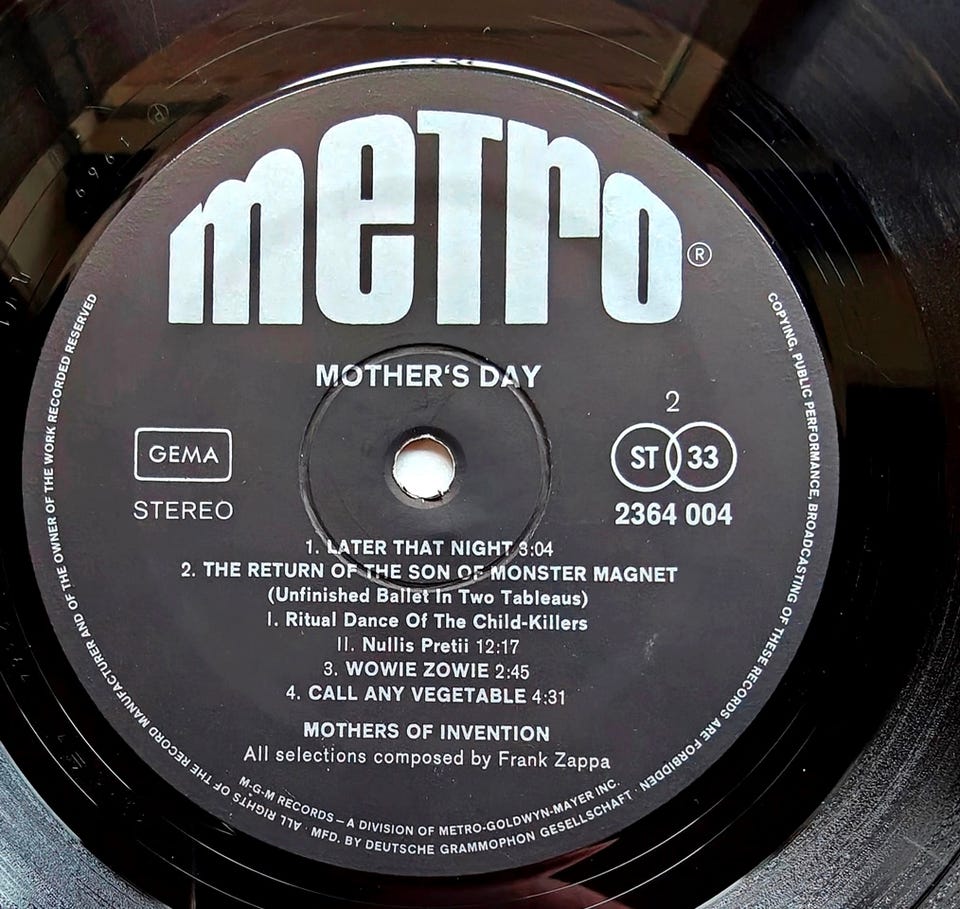 metro ®
MOTHER'S DAY
2
GEMA
ST 33
STEREO
2364 004
1. LATER THAT NIGHT 3:04
2. THE RETURN OF THE SON OF MONSTER MAGNET
(Unfinished Ballet In Two Tableaus)
I. Ritual Dance Of The Child-Killers
II. Nullis Pretii 12:17
3. WOWIE ZOWIE 2:45
4. CALL ANY VEGETABLE 4:31
MOTHERS OF INVENTION
All selections composed by Frank Zappa
M-G-M RECORDS – A DIVISION OF METRO-GOLDWYN-MAYER INC.
ALL RIGHTS OF THE RECORD MANUFACTURER AND OF THE OWNER OF THE WORK RECORDED RESERVED
COPYING, PUBLIC PERFORMANCE, BROADCASTING OF THESE RECORDS ARE FORBIDDEN · MFD. BY DEUTSCHE GRAMMOPHON GESELLSCHAFT ·